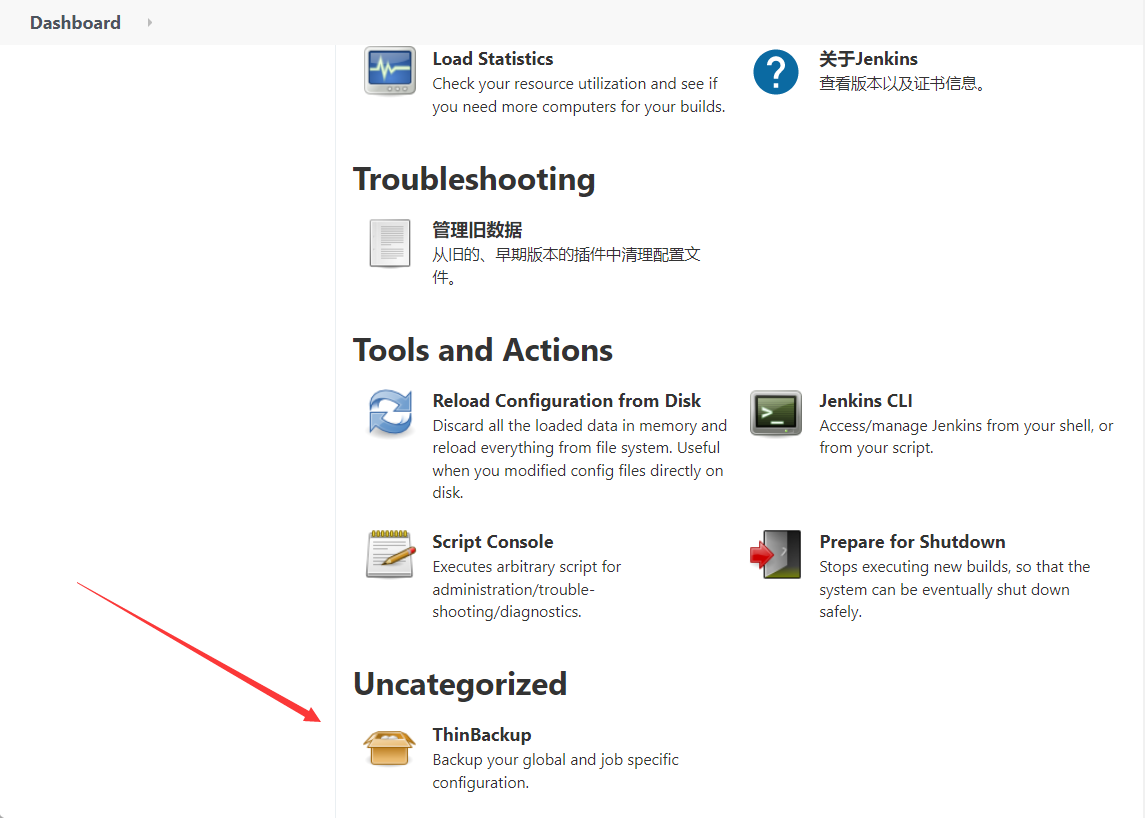 Dashboard
Load Statistics
Check your resource utilization and see if
you need more computers for your builds.
关于Jenkins
查看版本以及证书信息。
Troubleshooting
管理旧数据
从旧的、早期版本的插件中清理配置文
件。
Tools and Actions
Reload Configuration from Disk
Discard all the loaded data in memory and
reload everything from file system. Useful
when you modified config files directly on
disk.
Jenkins CLI
Access/manage Jenkins from your shell, or
from your script.
Script Console
Executes arbitrary script for
administration/trouble-
shooting/diagnostics.
Prepare for Shutdown
Stops executing new builds, so that the
system can be eventually shut down
safely.
Uncategorized
ThinBackup
Backup your global and job specific
configuration.